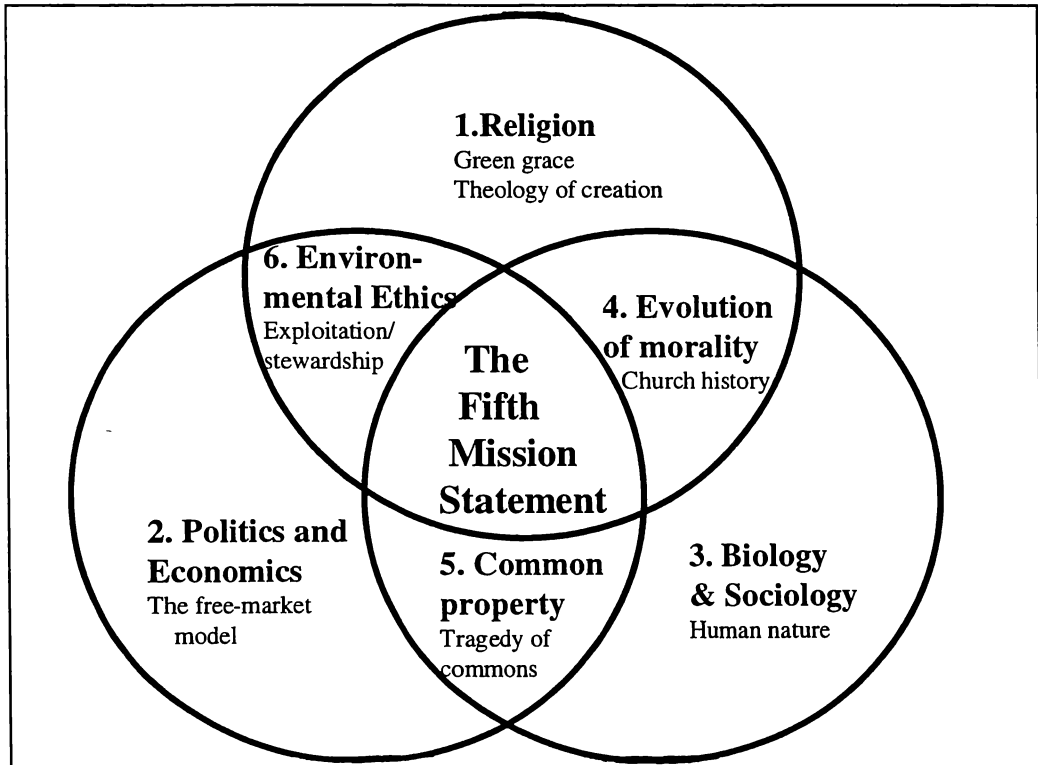 1.Religion
Green grace
Theology of creation
6. Environ-
mental Ethics
Exploitation/
stewardship
4. Evolution
of morality
Church history
The
Fifth
Mission
Statement
2. Politics and
Economics
The free-market
model
5. Common
property
Tragedy of
commons
3. Biology
& Sociology
Human nature